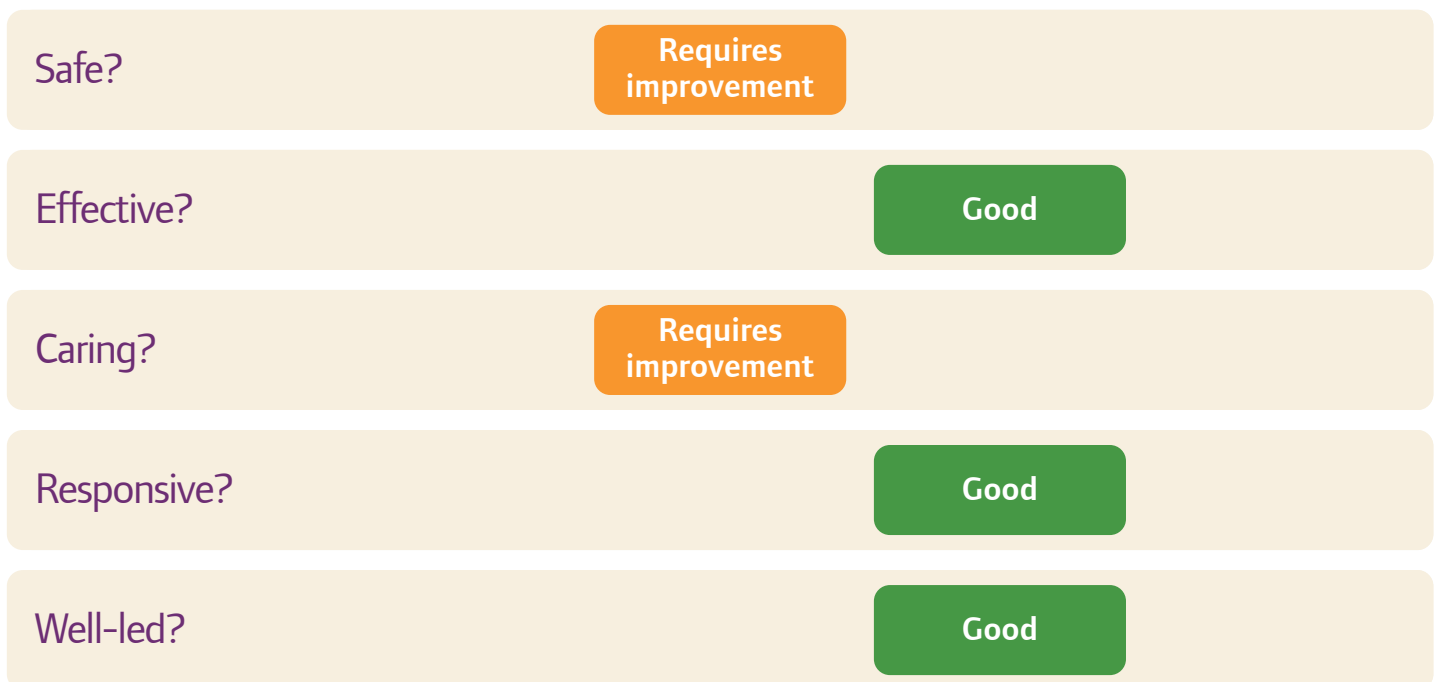 Safe?
Requires
improvement
Effective?
Good
Caring?
Requires
improvement
Responsive?
Good
Well-led?
Good